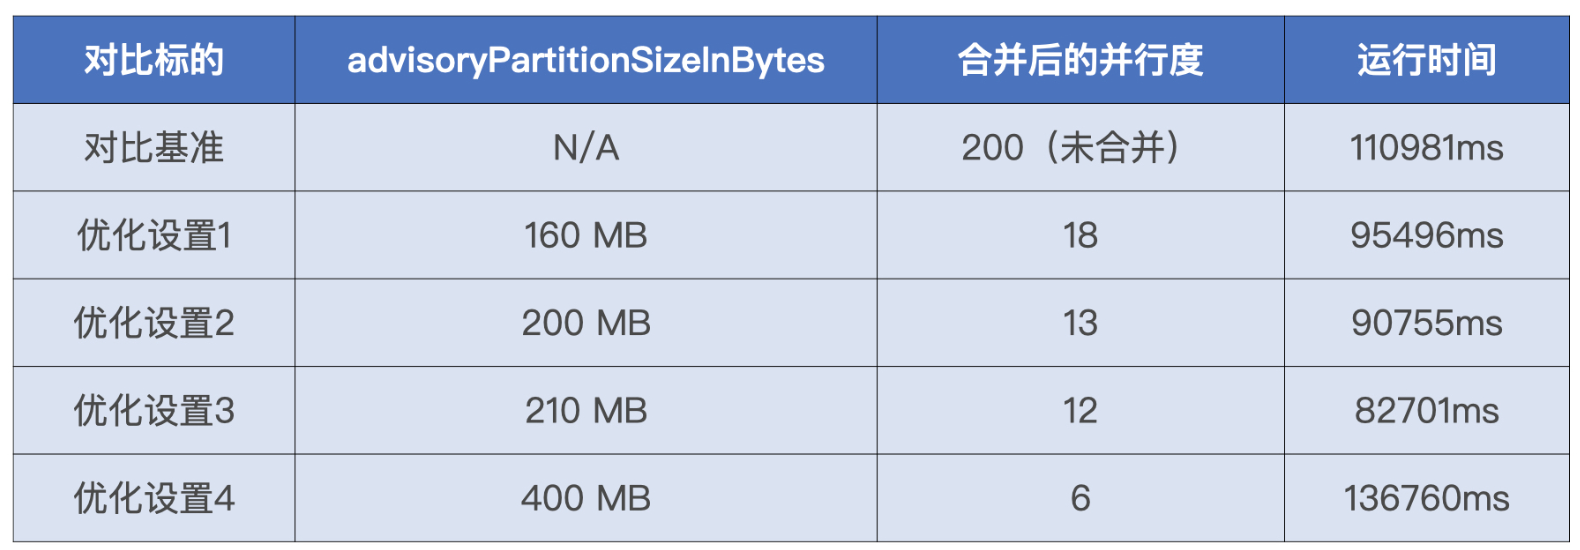 对比标的 advisoryPartitionSizeInBytes 合并后的并行度 运行时间
对比基准 N/A 200（未合并） 110981ms
优化设置1 160 MB 18 95496ms
优化设置2 200 MB 13 90755ms
优化设置3 210 MB 12 82701ms
优化设置4 400 MB 6 136760ms